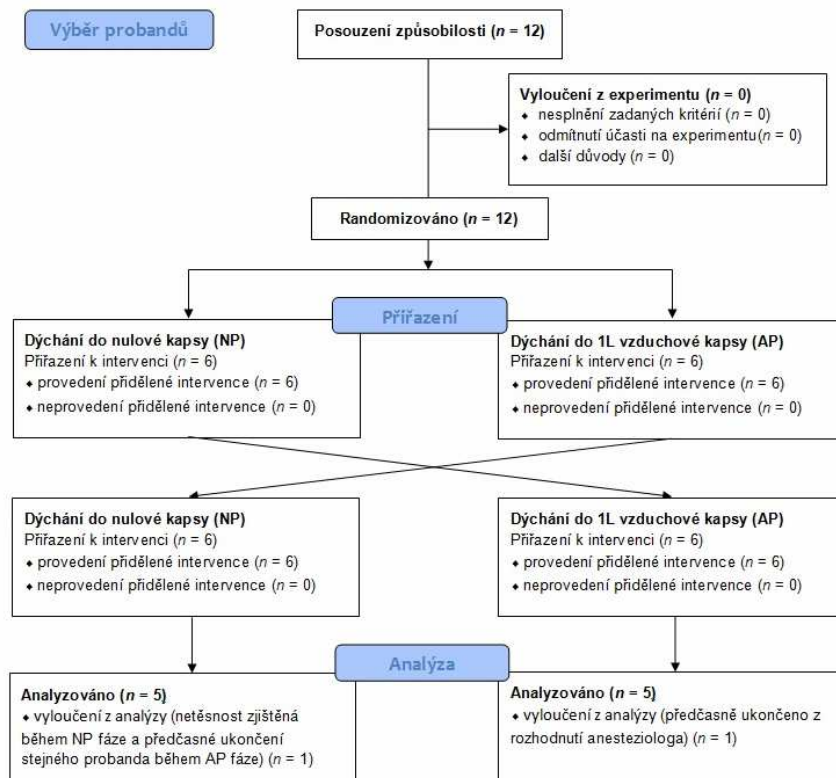 Výběr probandů
Posouzení způsobilosti (n = 12)
Vyloučení z experimentu (n = 0)
⬥ nesplnění zadaných kritérií (n = 0)
⬥ odmítnutí účasti na experimentu(n = 0)
⬥ další důvody (n = 0)
Randomizováno (n = 12)
Přiřazení
Dýchání do nulové kapsy (NP)
Přiřazení k intervenci (n = 6)
⬥ provedení přidělené intervence (n = 6)
⬥ neprovedení přidělené intervence (n = 0)
Dýchání do 1L vzduchové kapsy (AP)
Přiřazení k intervenci (n = 6)
⬥ provedení přidělené intervence (n = 6)
⬥ neprovedení přidělené intervence (n = 0)
Dýchání do nulové kapsy (NP)
Přiřazení k intervenci (n = 6)
⬥ provedení přidělené intervence (n = 6)
⬥ neprovedení přidělené intervence (n = 0)
Dýchání do 1L vzduchové kapsy (AP)
Přiřazení k intervenci (n = 6)
⬥ provedení přidělené intervence (n = 6)
⬥ neprovedení přidělené intervence (n = 0)
Analýza
Analyzováno (n = 5)
⬥ vyloučení z analýzy (netěsnost zjištěná
během NP fáze a předčasné ukončení
stejného probanda během AP fáze) (n = 1)
Analyzováno (n = 5)
⬥ vyloučení z analýzy (předčasně ukončeno z
rozhodnutí anesteziologa) (n = 1)